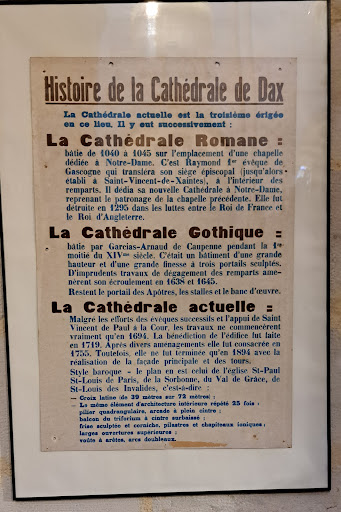 Histoire de la Cathédrale de Dax
La Cathédrale actuelle est la troisième érigée
en ce lieu. Il y eut successivement :
La Cathédrale Romane :
bâtie de 1040 à 1045 sur l'emplacement d'une chapelle
dédiée à Notre-Dame. C'est Raymond 1er évêque de
Gascogne qui transféra son siège épiscopal (jusqu'alors
établi à Saint-Vincent-de-Xaintes), à l'intérieur des
remparts. Il dédia sa nouvelle Cathédrale à Notre-Dame,
reprenant le patronage de la chapelle précédente. Elle fut
détruite en 1295 dans les luttes entre le Roi de France et
le Roi d'Angleterre.
La Cathédrale Gothique :
bâtie par Garcias-Arnaud de Caupenne pendant la 1re
moitié du XIVme siècle. C'était un bâtiment d'une grande
hauteur et d'une grande finesse à trois portails sculptés.
D'imprudents travaux de dégagement des remparts ame-
nèrent son écroulement en 1638 et 1645.
Restent le portail des Apôtres, les stalles et le banc d'œuvre.
La Cathédrale actuelle :
Malgré les efforts des évêques successifs et l'appui de Saint
Vincent de Paul à la Cour, les travaux ne commencèrent
vraiment qu'en 1694. La bénédiction de l'édifice fut faite
en 1719. Après divers aménagements elle fut consacrée en
1755. Toutefois, elle ne fut terminée qu'en 1894 avec la
réalisation de la façade principale et des tours.
Style baroque - le plan en est celui de l'église St-Paul
St-Louis de Paris, de la Sorbonne, du Val de Grâce, de
St-Louis des Invalides, c'est-à-dire :
— Croix latine de 39 mètres sur 72 mètres ;
— Le même élément d'architecture intérieure répété 25 fois :
pilier quadrangulaire, arcade à plein cintre ;
balcon du triforium à cintre surbaissé ;
frise sculptée et corniche, pilastres et chapiteaux ioniques ;
larges ouvertures supérieures ;
voûte à arêtes, arcs doubleaux.